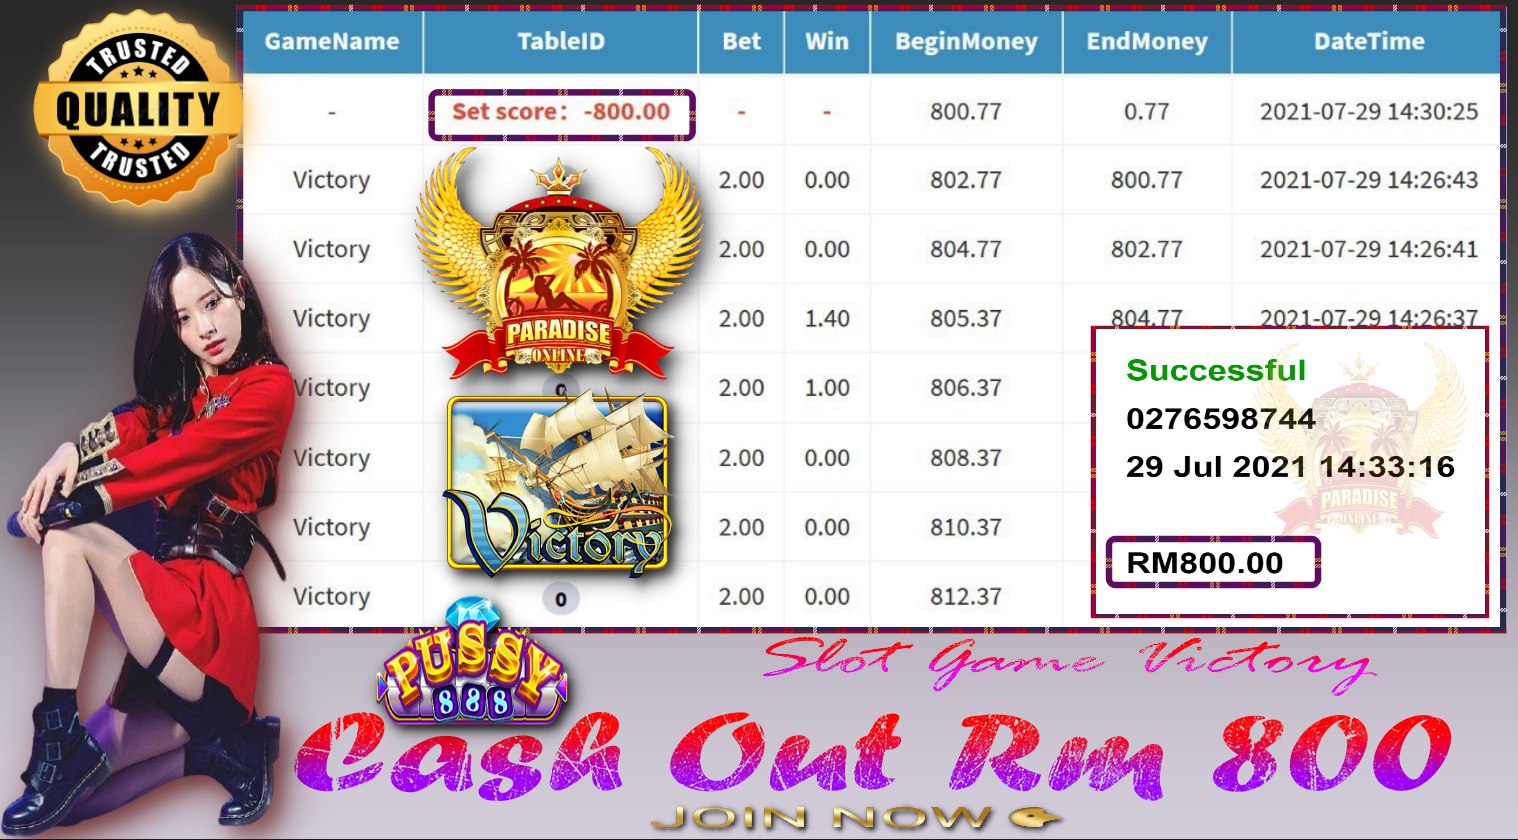 TRUSTED
QUALITY
TRUSTED
GameName TableID Bet Win BeginMoney EndMoney DateTime
- Set score: -800.00 - - 800.77 0.77 2021-07-29 14:30:25
Victory 2.00 0.00 802.77 800.77 2021-07-29 14:26:43
Victory 2.00 0.00 804.77 802.77 2021-07-29 14:26:41
Victory 2.00 1.40 805.37 804.77 2021-07-29 14:26:37
Victory 0 2.00 1.00 806.37
Victory 2.00 0.00 808.37
Victory 2.00 0.00 810.37
Victory 0 2.00 0.00 812.37
PARADISE
ONLINE
Victory
PUSSY
888
Successful
0276598744
29 Jul 2021 14:33:16
PARADISE
ONLINE
RM800.00
Slot Game Victory
Cash Out Rm 800
JOIN NOW